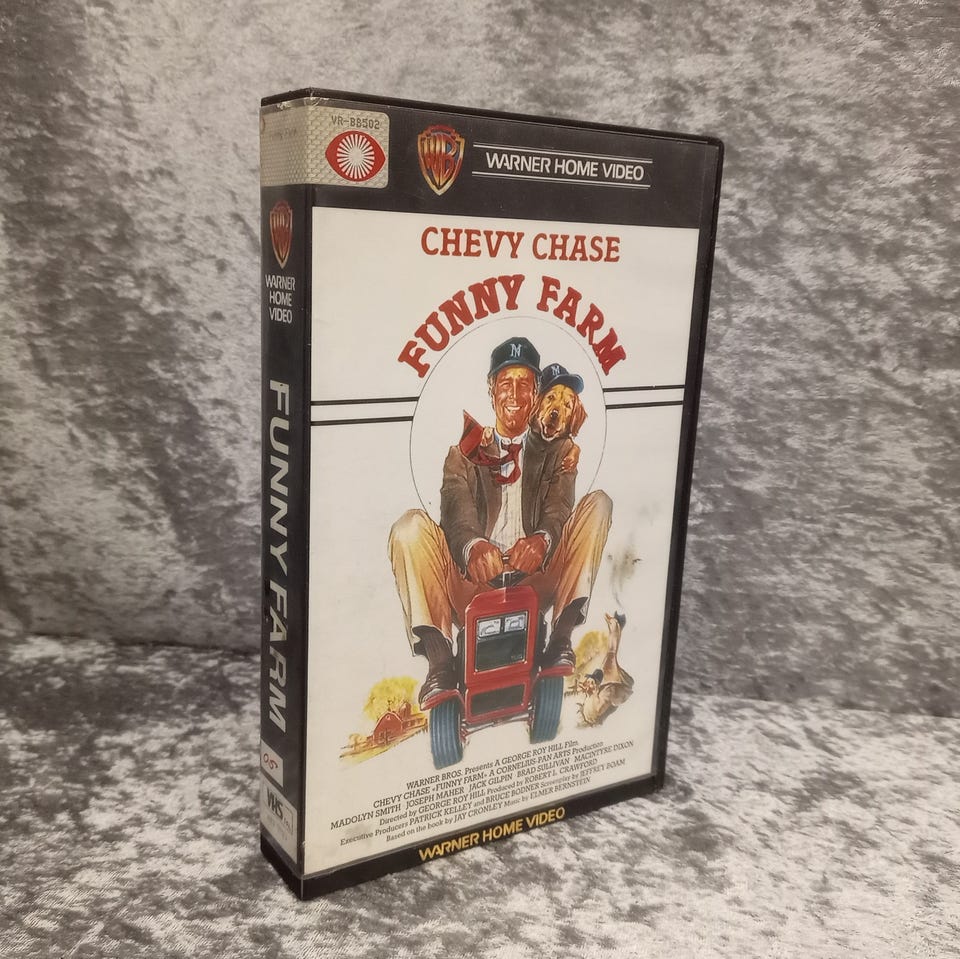 VR-B8502
WB
WARNER HOME VIDEO
WARNER
HOME
VIDEO
FUNNY FARM
05
VHS
CHEVY CHASE
FUNNY FARM
N
N
WARNER BROS. Presents A GEORGE ROY HILL Film
CHEVY CHASE «FUNNY FARM» A CORNELIUS-PAN ARTS Production
MADOLYN SMITH JOSEPH MAHER JACK GILPIN BRAD SULLIVAN MACINTYRE DIXON
Directed by GEORGE ROY HILL Produced by ROBERT L. CRAWFORD
Executive Producers PATRICK KELLEY and BRUCE BODNER Screenplay by JEFFREY BOAM
Based on the book by JAY CRONLEY Music by ELMER BERNSTEIN
WARNER HOME VIDEO